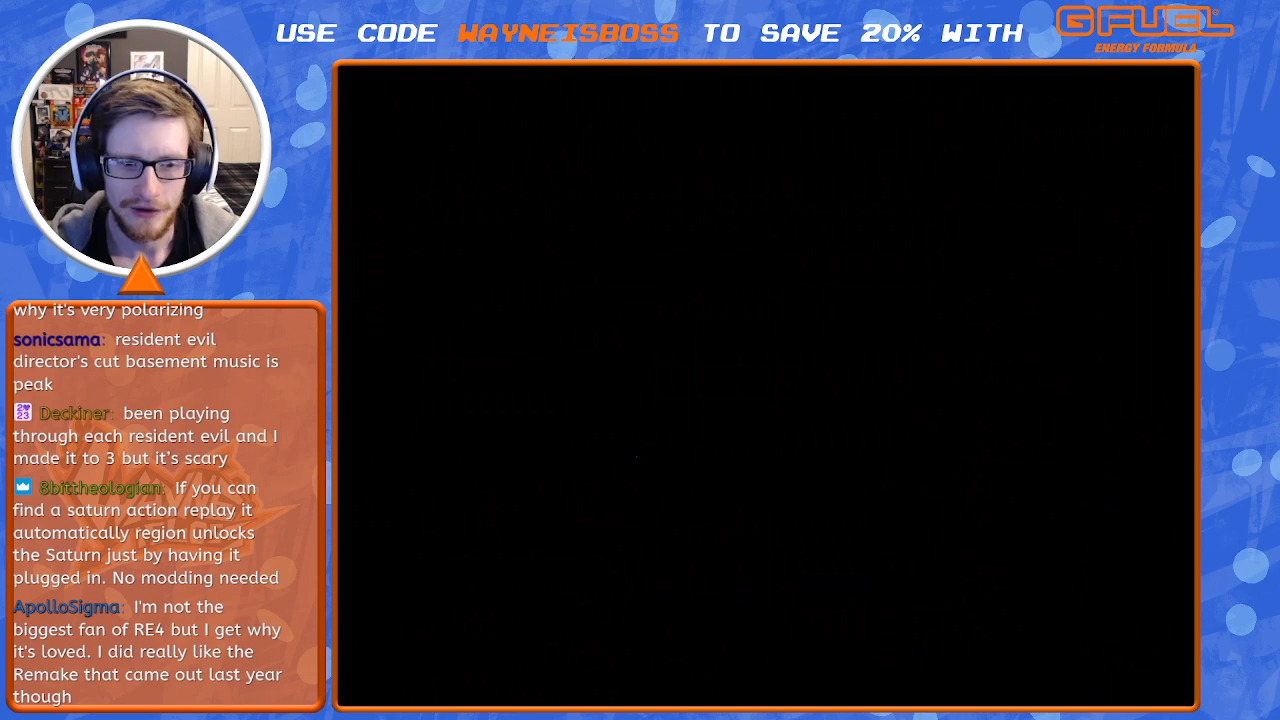 USE CODE WAYNEISBOSS TO SAVE 20% WITH
G FUEL®
ENERGY FORMULA
why it's very polarizing
sonicsama: resident evil
director's cut basement music is
peak
Deckiner: been playing
through each resident evil and I
made it to 3 but it's scary
8bittheologian: If you can
find a saturn action replay it
automatically region unlocks
the Saturn just by having it
plugged in. No modding needed
ApolloSigma: I'm not the
biggest fan of RE4 but I get why
it's loved. I did really like the
Remake that came out last year
though